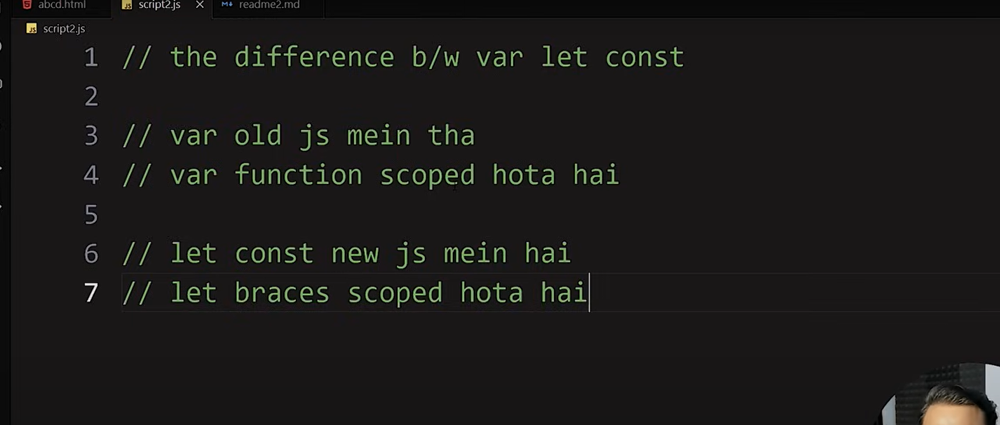 abcd.html script2.js readme2.md
script2.js
1 // the difference b/w var let const
2
3 // var old js mein tha
4 // var function scoped hota hai
5
6 // let const new js mein hai
7 // let braces scoped hota hai